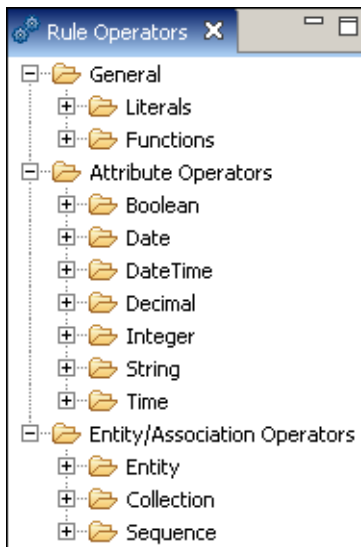 Rule Operators
General
Literals
Functions
Attribute Operators
Boolean
Date
DateTime
Decimal
Integer
String
Time
Entity/Association Operators
Entity
Collection
Sequence